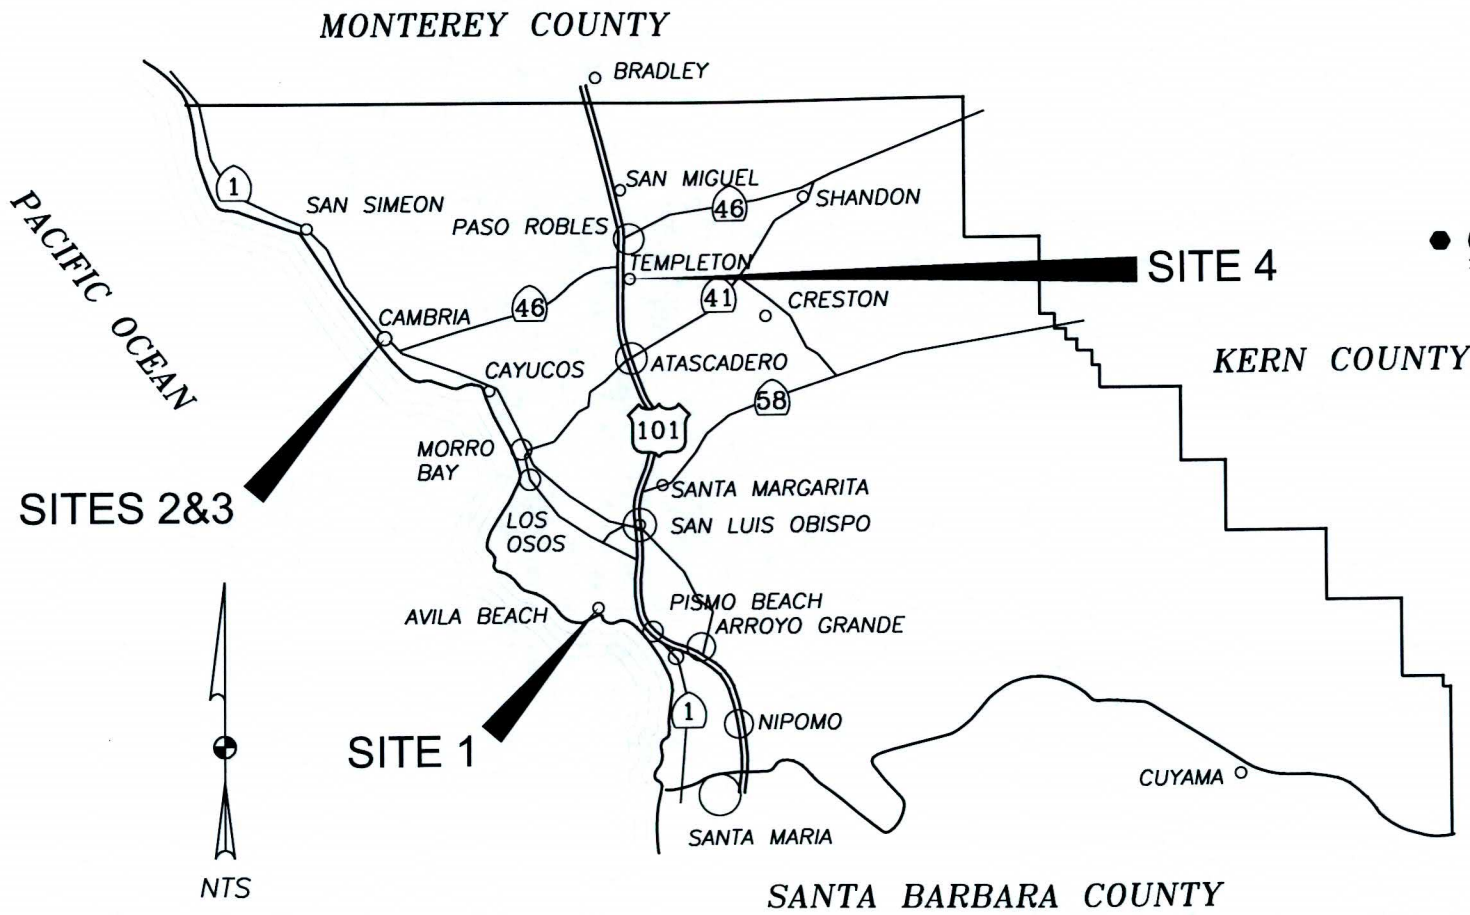 MONTEREY COUNTY
BRADLEY
1
SAN MIGUEL
SHANDON
46
SAN SIMEON
PASO ROBLES
PACIFIC OCEAN
TEMPLETON
SITE 4
46
41
CRESTON
CAMBRIA
KERN COUNTY
ATASCADERO
CAYUCOS
58
101
MORRO
BAY
SANTA MARGARITA
SITES 2&3
LOS
OSOS
SAN LUIS OBISPO
AVILA BEACH
PISMO BEACH
ARROYO GRANDE
1
NIPOMO
SITE 1
CUYAMA
SANTA MARIA
NTS
SANTA BARBARA COUNTY